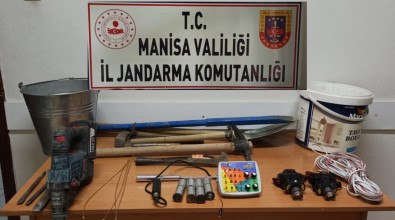 T.C.
MANİSA VALİLİĞİ
İL JANDARMA KOMUTANLIĞI